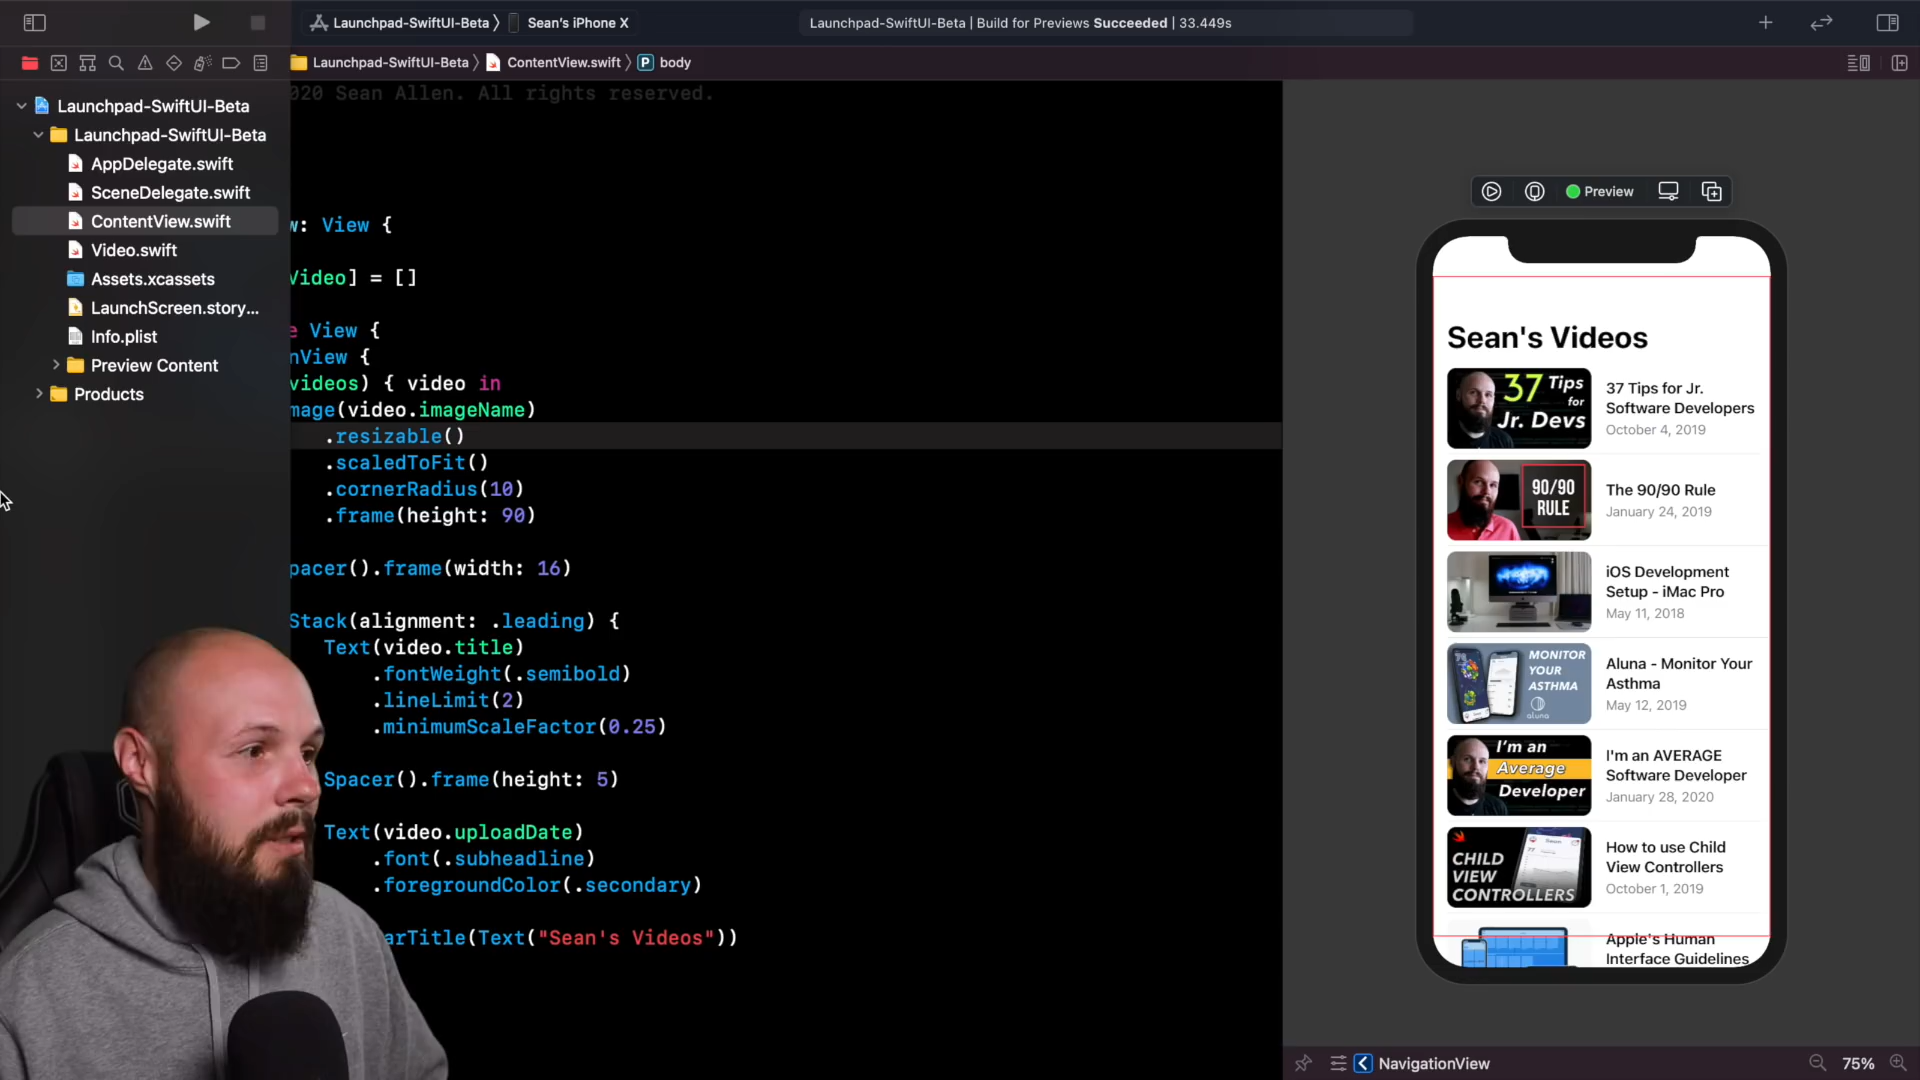 Launchpad-SwiftUI-Beta 〉 Sean's iPhone X
Launchpad-SwiftUI-Beta | Build for Previews Succeeded | 33.449s
Launchpad-SwiftUI-Beta 〉 ContentView.swift 〉 P body
Launchpad-SwiftUI-Beta
Launchpad-SwiftUI-Beta
AppDelegate.swift
SceneDelegate.swift
ContentView.swift
Video.swift
Assets.xcassets
LaunchScreen.story...
Info.plist
Preview Content
Products
020 Sean Allen. All rights reserved.
w: View {
Video] = []
e View {
nView {
videos) { video in
mage(video.imageName)
.resizable()
.scaledToFit()
.cornerRadius(10)
.frame(height: 90)
pacer().frame(width: 16)
Stack(alignment: .leading) {
Text(video.title)
.fontWeight(.semibold)
.lineLimit(2)
.minimumScaleFactor(0.25)
Spacer().frame(height: 5)
Text(video.uploadDate)
.font(.subheadline)
.foregroundColor(.secondary)
arTitle(Text("Sean's Videos"))
Preview
Sean's Videos
37 Tips
for
Jr. Devs
37 Tips for Jr.
Software Developers
October 4, 2019
90/90
RULE
The 90/90 Rule
January 24, 2019
iOS Development
Setup - iMac Pro
May 11, 2018
MONITOR
YOUR
ASTHMA
aluna
Aluna - Monitor Your
Asthma
May 12, 2019
I'm an
Average
Developer
I'm an AVERAGE
Software Developer
January 28, 2020
CHILD
VIEW
CONTROLLERS
How to use Child
View Controllers
October 1, 2019
Apple's Human
Interface Guidelines
NavigationView
75%